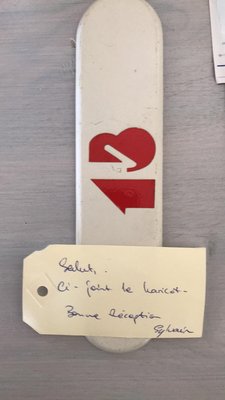 13
Salut,
Ci-joint le haricot.
Bonne réception
Sylvain